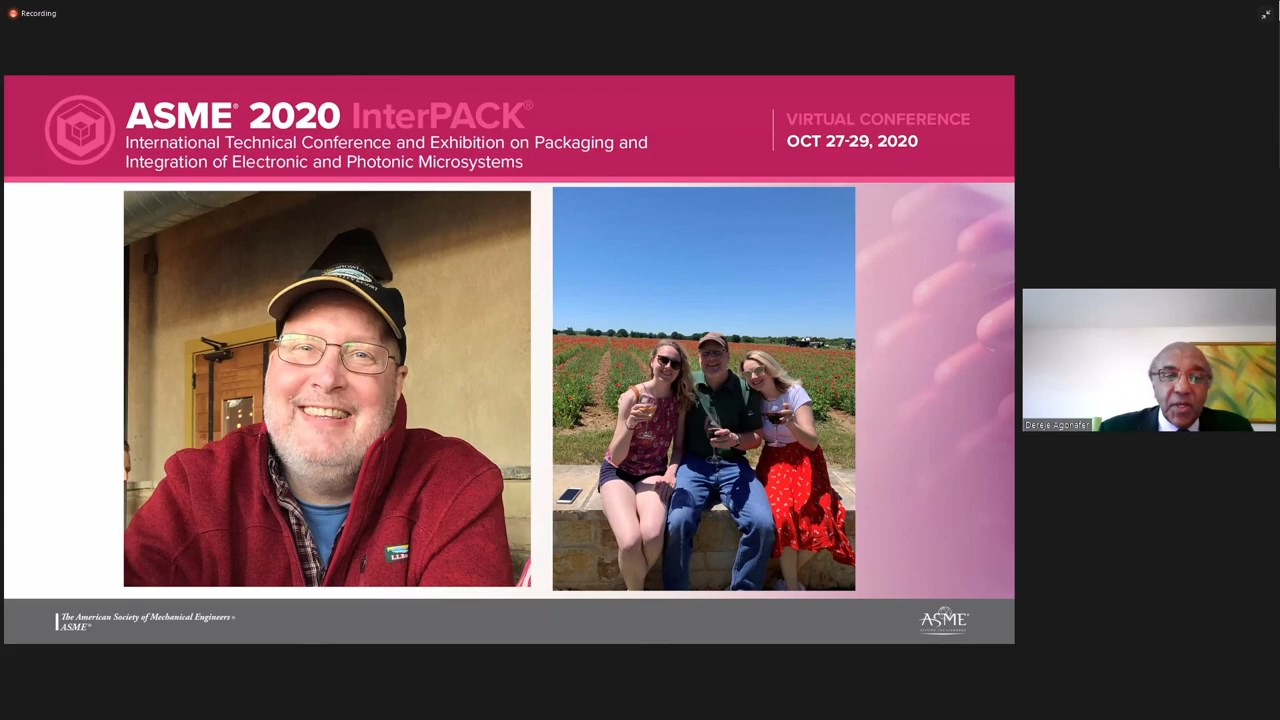 Recording
ASME® 2020 InterPACK®
International Technical Conference and Exhibition on Packaging and
Integration of Electronic and Photonic Microsystems
VIRTUAL CONFERENCE
OCT 27-29, 2020
Dereje Agonafer
The American Society of Mechanical Engineers®
ASME®
ASME